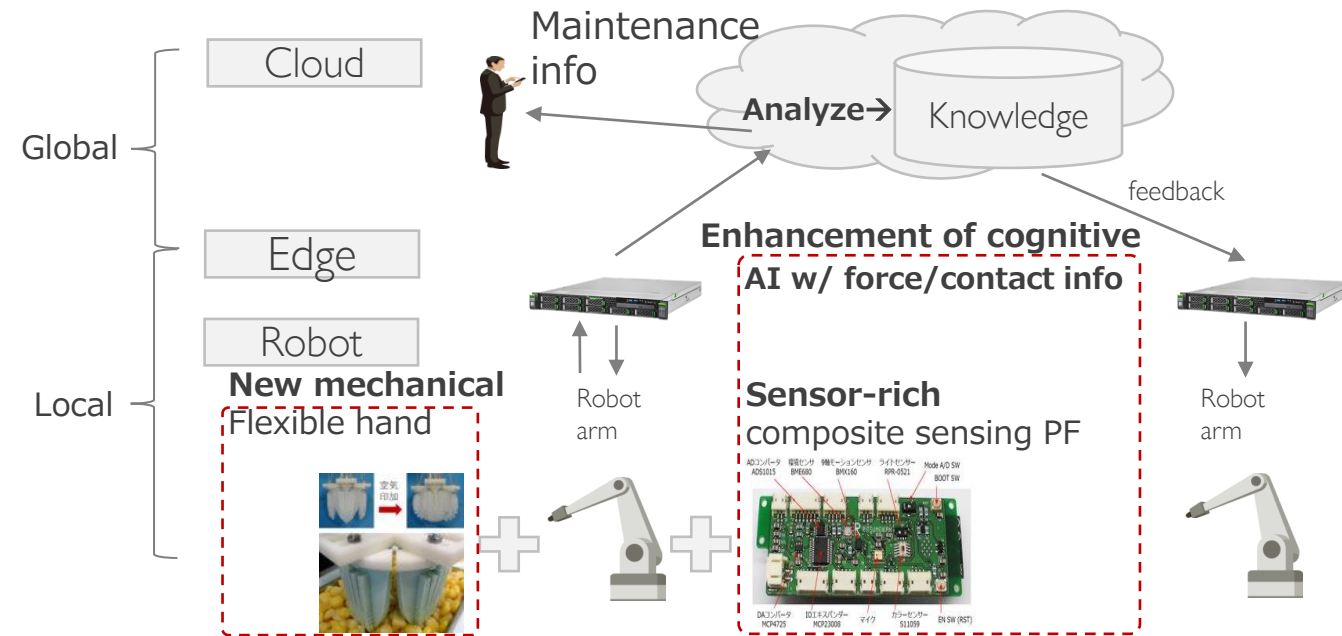 Maintenance
info
Cloud
Analyze→
Knowledge
Global
feedback
Enhancement of cognitive
AI w/ force/contact info
Edge
Robot
New mechanical
Flexible hand
Local
Robot
arm
Sensor-rich
composite sensing PF
Robot
arm
空気
印加
ADコンバータ
ADS1015
環境センサ
BME680
9軸モーションセンサ
BMX160
ライトセンサー
RPR-0521
Mode A/D SW
BOOT SW
DAコンバータ
MCP4725
IOエキスパンダー
MCP23008
マイク
カラーセンサー
S11059
EN SW (RST)